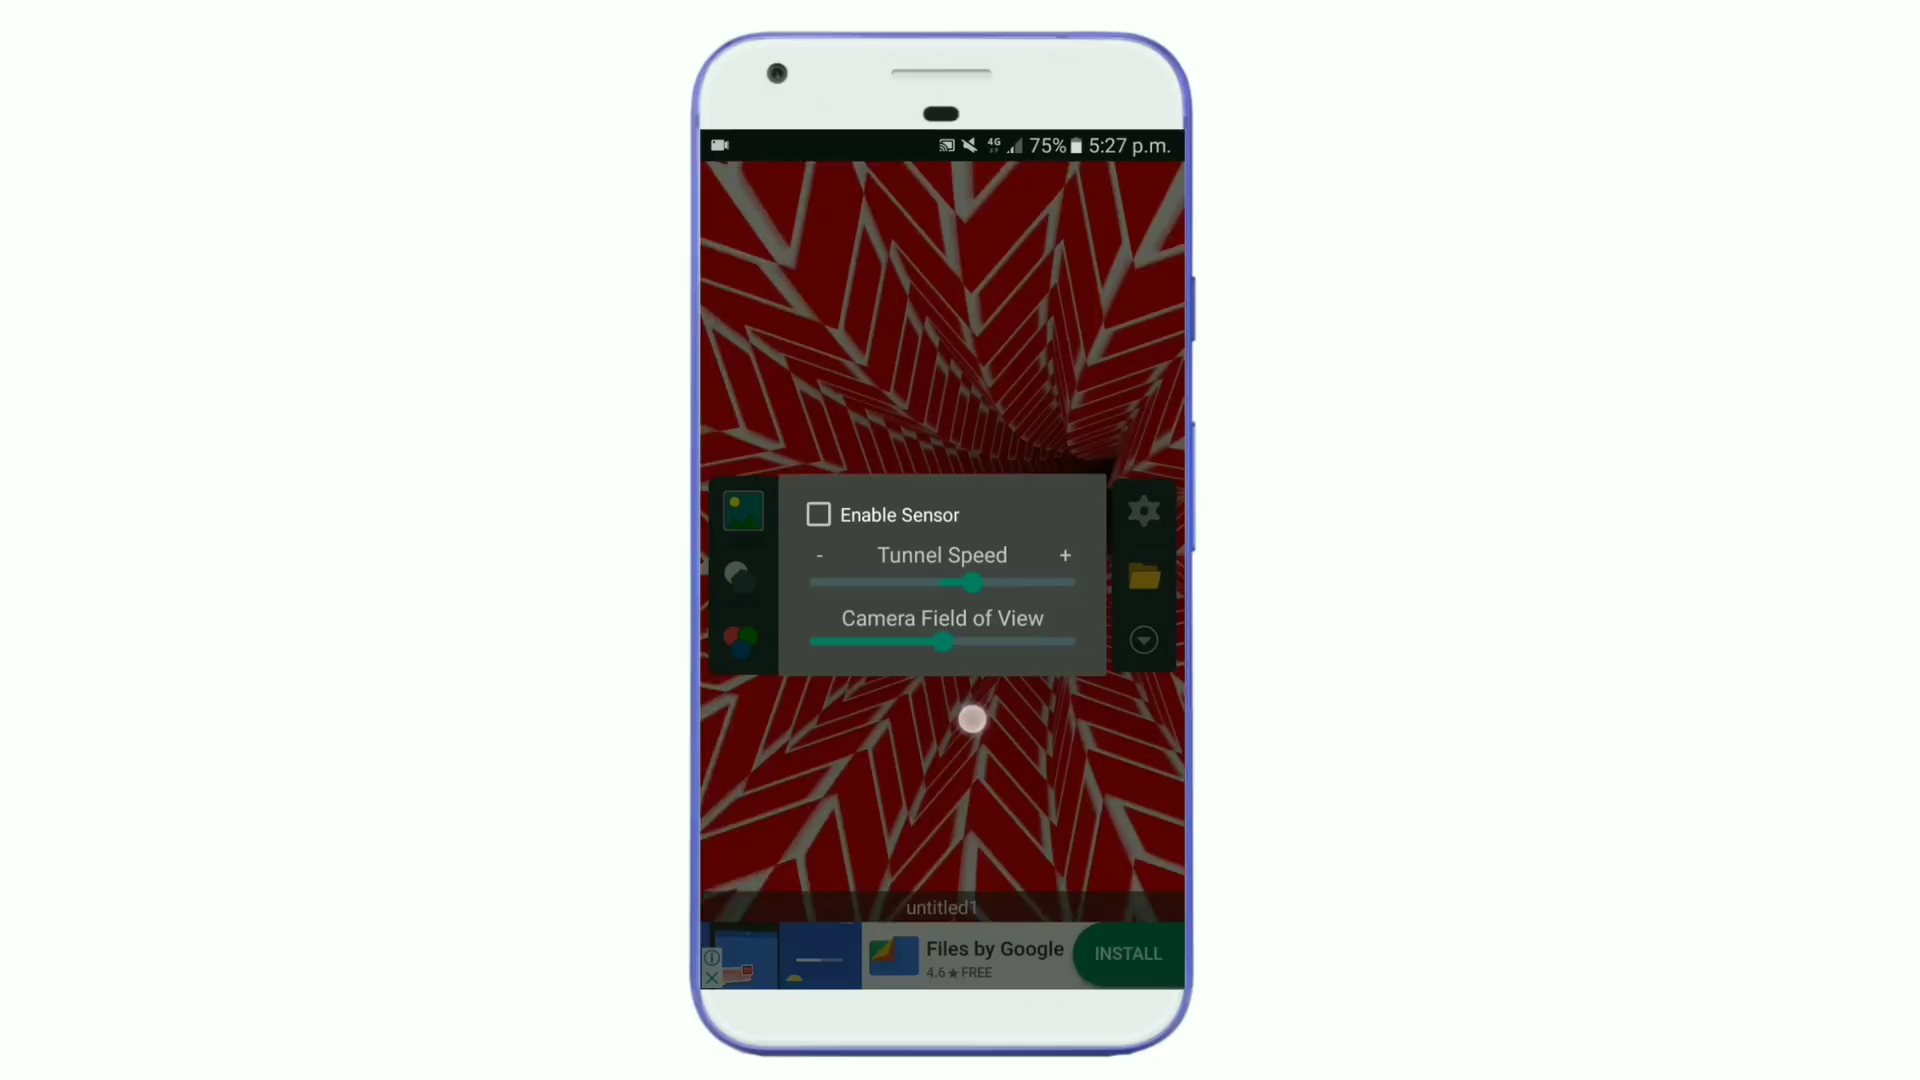 4G 75% 5:27 p.m.
Enable Sensor
- Tunnel Speed +
Camera Field of View
untitled1
Files by Google
4.6★ FREE
INSTALL